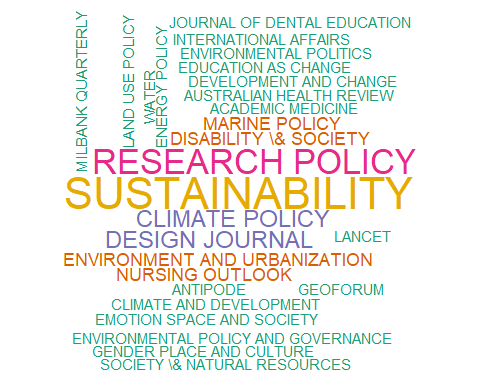 MILBANK QUARTERLY
LAND USE POLICY
WATER
ENERGY POLICY
JOURNAL OF DENTAL EDUCATION
INTERNATIONAL AFFAIRS
ENVIRONMENTAL POLITICS
EDUCATION AS CHANGE
DEVELOPMENT AND CHANGE
AUSTRALIAN HEALTH REVIEW
ACADEMIC MEDICINE
MARINE POLICY
DISABILITY \& SOCIETY
RESEARCH POLICY
SUSTAINABILITY
CLIMATE POLICY
DESIGN JOURNAL
LANCET
ENVIRONMENT AND URBANIZATION
NURSING OUTLOOK
ANTIPODE
GEOFORUM
CLIMATE AND DEVELOPMENT
EMOTION SPACE AND SOCIETY
ENVIRONMENTAL POLICY AND GOVERNANCE
GENDER PLACE AND CULTURE
SOCIETY \& NATURAL RESOURCES